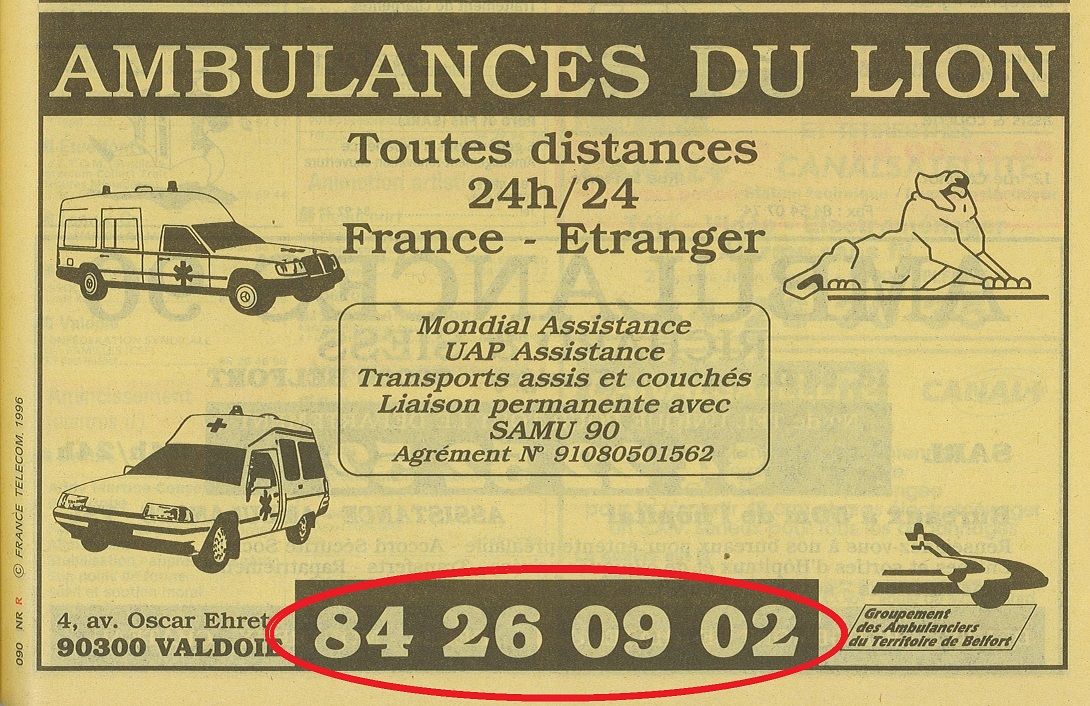 AMBULANCES DU LION
Toutes distances
24h/24
France - Etranger
Mondial Assistance
UAP Assistance
Transports assis et couchés
Liaison permanente avec
SAMU 90
Agrément N° 91080501562
4, av. Oscar Ehret
90300 VALDOIE
84 26 09 02
Groupement
des Ambulanciers
du Territoire de Belfort
090 NR R © FRANCE TELECOM. 1996